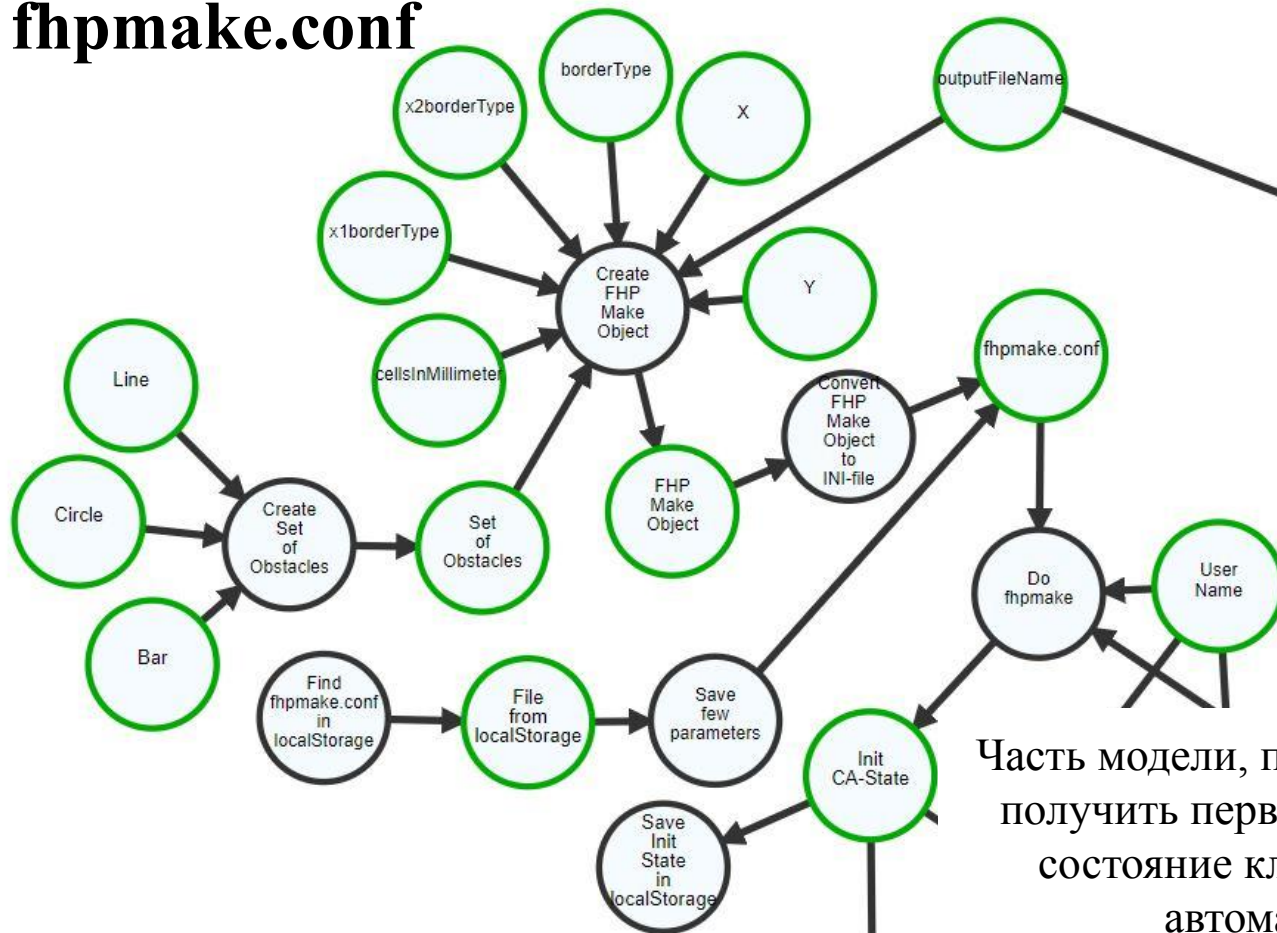 fhpmake.conf
borderType
x2borderType
X
outputFileName
x1borderType
Create
FHP
Make
Object
Y
cellsInMillimeter
fhpmake.conf
Line
Convert
FHP
Make
Object
to
INI-file
FHP
Make
Object
Circle
Create
Set
of
Obstacles
Set
of
Obstacles
Do
fhpmake
User
Name
Bar
Find
fhpmake.conf
in
localStorage
File
from
localStorage
Save
few
parameters
Init
CA-State
Save
Init
State
in
localStorage
Часть модели, п
получить перв
состояние кл
автома